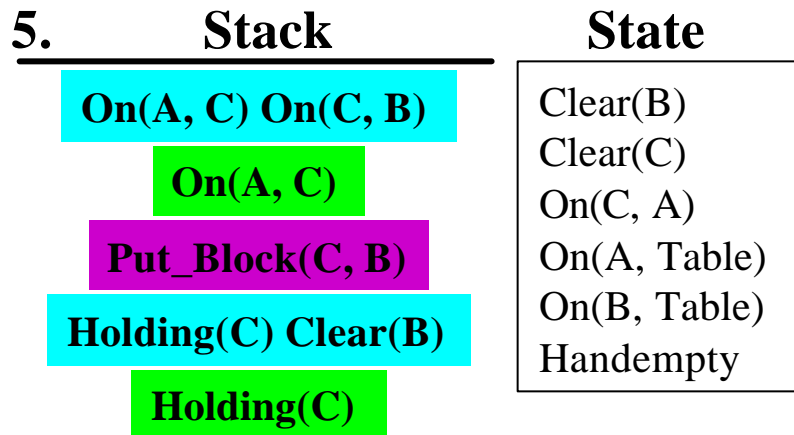 5. Stack
On(A, C) On(C, B)
On(A, C)
Put_Block(C, B)
Holding(C) Clear(B)
Holding(C)
State
Clear(B)
Clear(C)
On(C, A)
On(A, Table)
On(B, Table)
Handempty